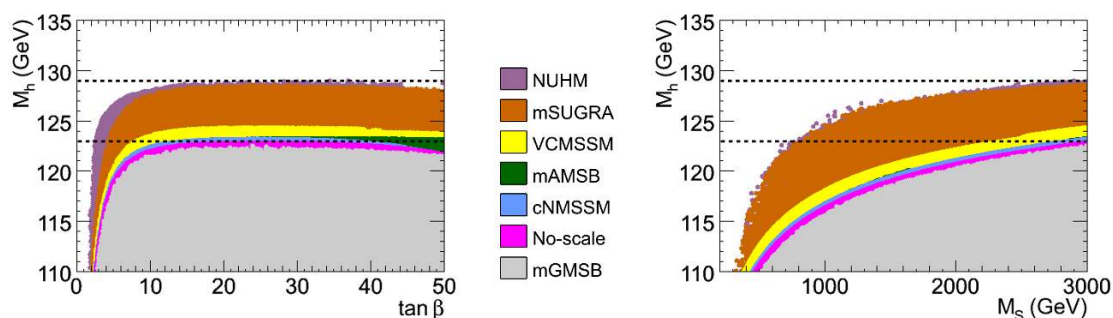 M_h (GeV)
135
130
125
120
115
110
0
10
20
30
40
50
tan β
NUHM
mSUGRA
VCMSSM
mAMSB
cNMSSM
No-scale
mGMSB
M_h (GeV)
135
130
125
120
115
110
1000
2000
3000
M_S (GeV)